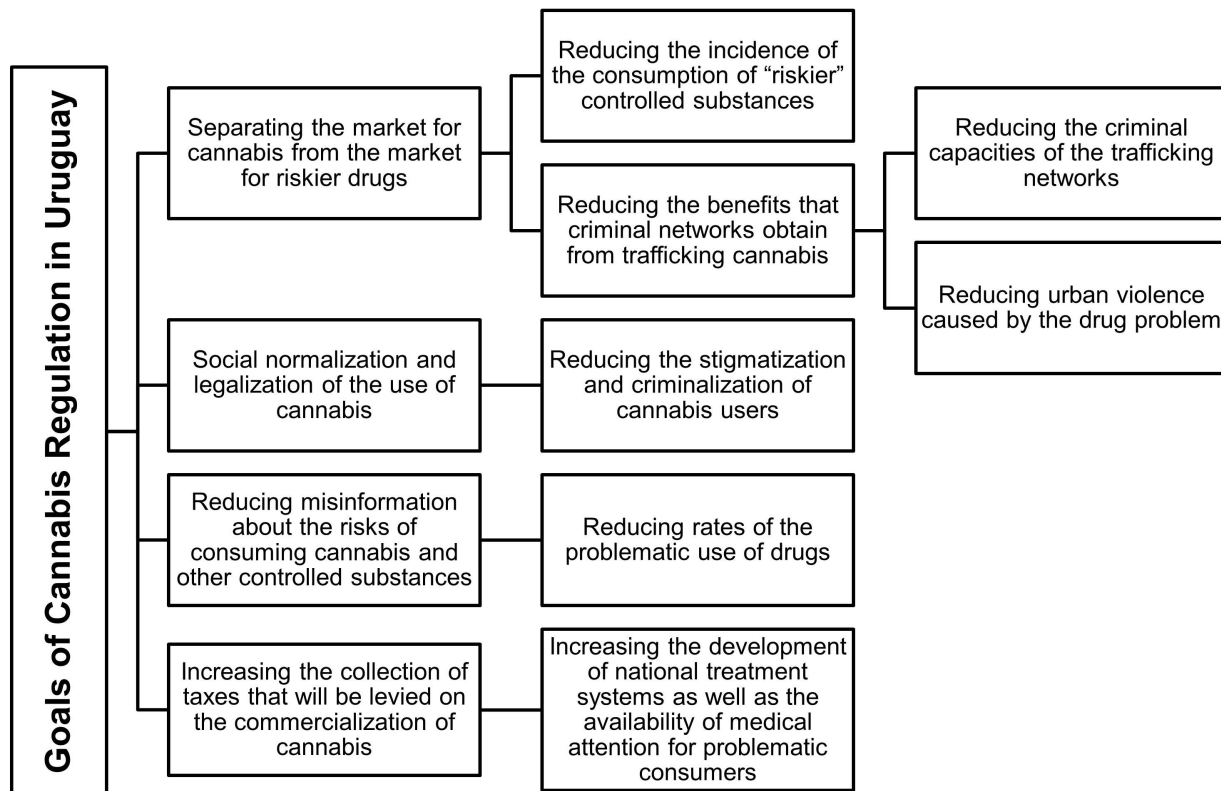 Goals of Cannabis Regulation in Uruguay
Separating the market for
cannabis from the market
for riskier drugs
Reducing the incidence of
the consumption of “riskier”
controlled substances
Reducing the benefits that
criminal networks obtain
from trafficking cannabis
Reducing the criminal
capacities of the trafficking
networks
Reducing urban violence
caused by the drug problem
Social normalization and
legalization of the use of
cannabis
Reducing the stigmatization
and criminalization of
cannabis users
Reducing misinformation
about the risks of
consuming cannabis and
other controlled substances
Reducing rates of the
problematic use of drugs
Increasing the collection of
taxes that will be levied on
the commercialization of
cannabis
Increasing the development
of national treatment
systems as well as the
availability of medical
attention for problematic
consumers